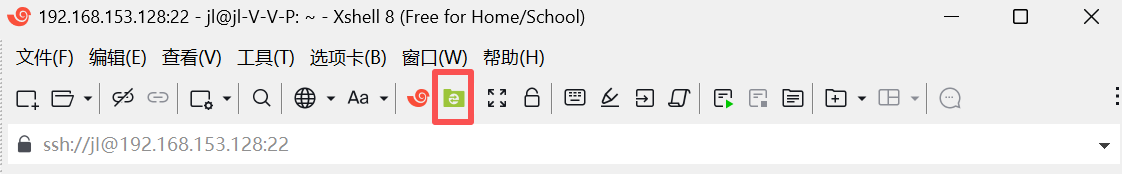 192.168.153.128:22 - jl@jl-V-V-P: ~ - Xshell 8 (Free for Home/School)
文件(F) 编辑(E) 查看(V) 工具(T) 选项卡(B) 窗口(W) 帮助(H)
Aa
ssh://jl@192.168.153.128:22